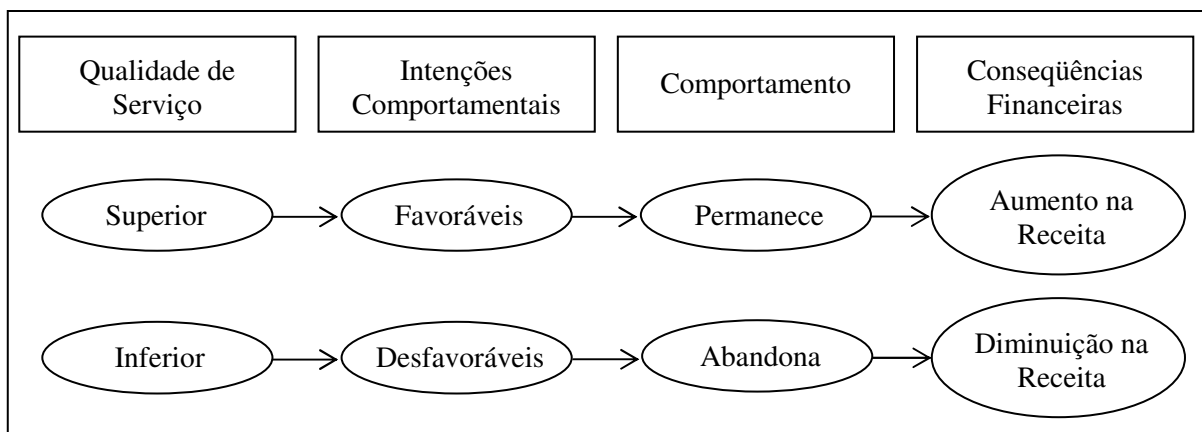 Qualidade de
Serviço
Intenções
Comportamentais
Comportamento
Conseqüências
Financeiras
Superior
Favoráveis
Permanece
Aumento na
Receita
Inferior
Desfavoráveis
Abandona
Diminuição na
Receita